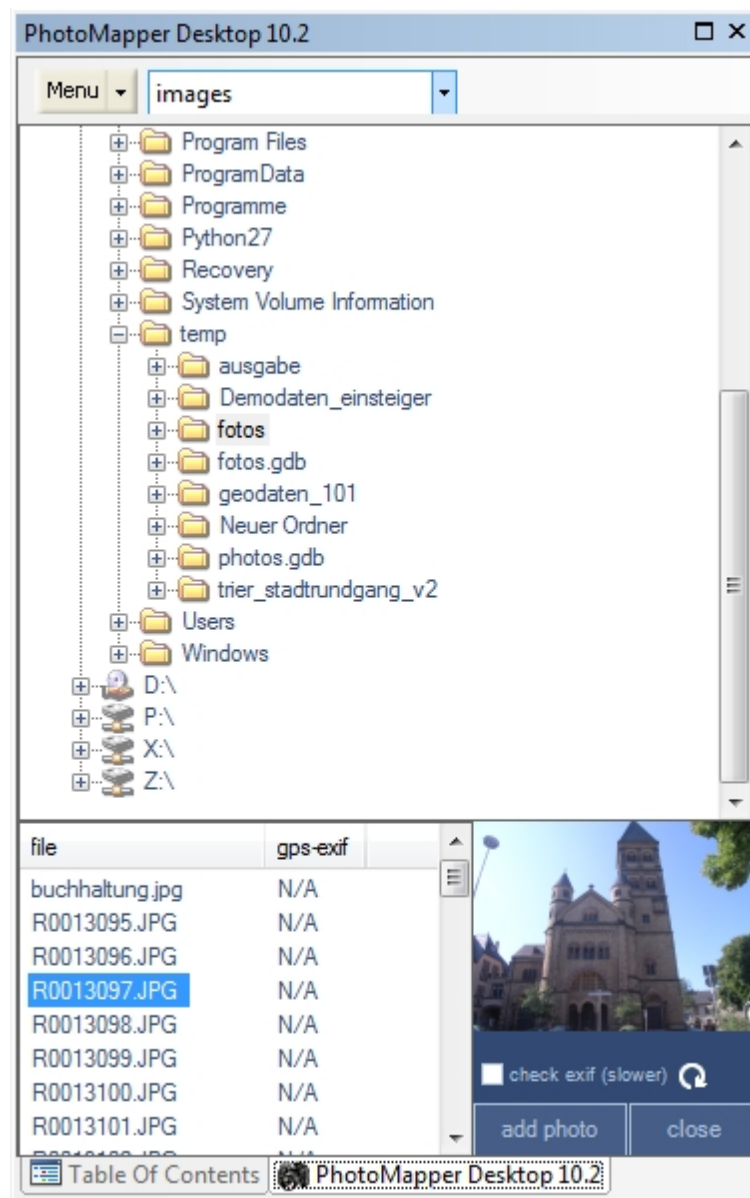 PhotoMapper Desktop 10.2
Menu
images
Program Files
ProgramData
Programme
Python27
Recovery
System Volume Information
temp
ausgabe
Demodaten_einsteiger
fotos
fotos.gdb
geodaten_101
Neuer Ordner
photos.gdb
trier_stadtrundgang_v2
Users
Windows
D:\
P:\
X:\
Z:\
file gps-exif
buchhaltung.jpg N/A
R0013095.JPG N/A
R0013096.JPG N/A
R0013097.JPG N/A
R0013098.JPG N/A
R0013099.JPG N/A
R0013100.JPG N/A
R0013101.JPG N/A
check exif (slower)
add photo close
Table Of Contents PhotoMapper Desktop 10.2